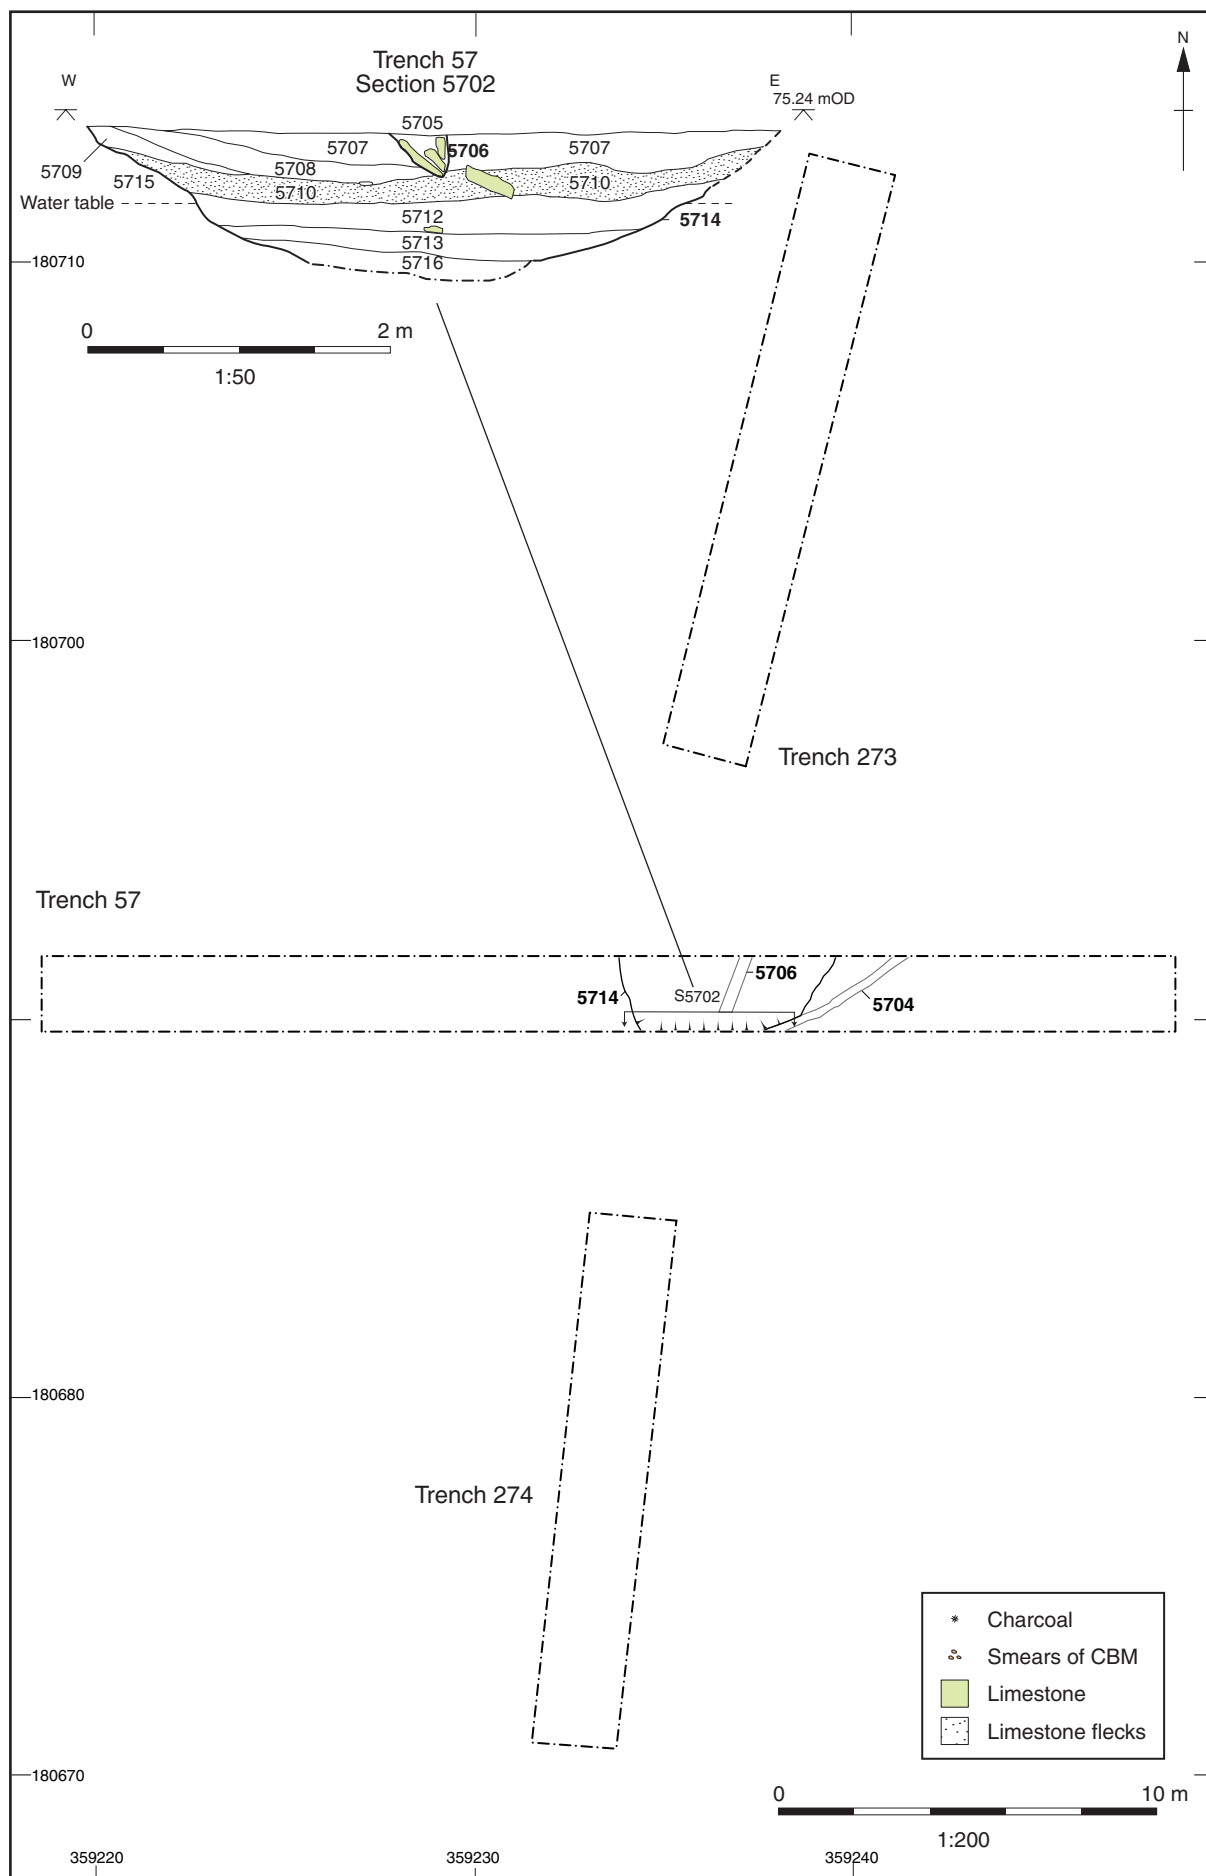 Trench 57
Section 5702
N
W
E
75.24 mOD
5705
5707
5706
5707
5709
5708
5715
5710
5710
Water table
5712
5714
5713
180710
5716
0
2 m
1:50
180700
Trench 273
Trench 57
5706
5714
S5702
5704
180680
Trench 274
Charcoal
Smears of CBM
Limestone
Limestone flecks
180670
0
10 m
1:200
359220
359230
359240